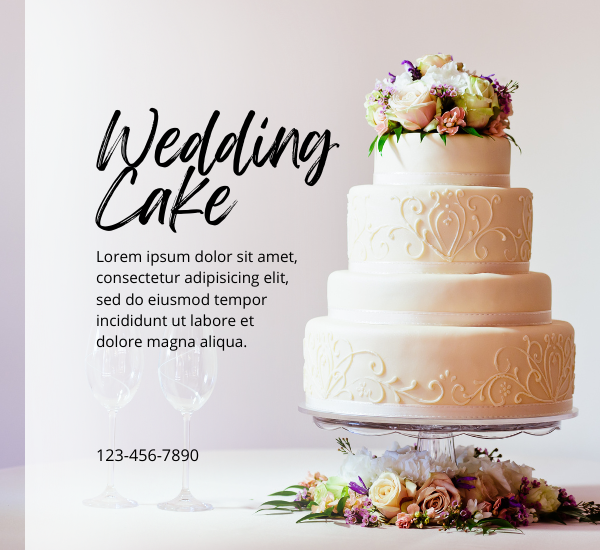 Wedding
Cake
Lorem ipsum dolor sit amet,
consectetur adipisicing elit,
sed do eiusmod tempor
incididunt ut labore et
dolore magna aliqua.
123-456-7890